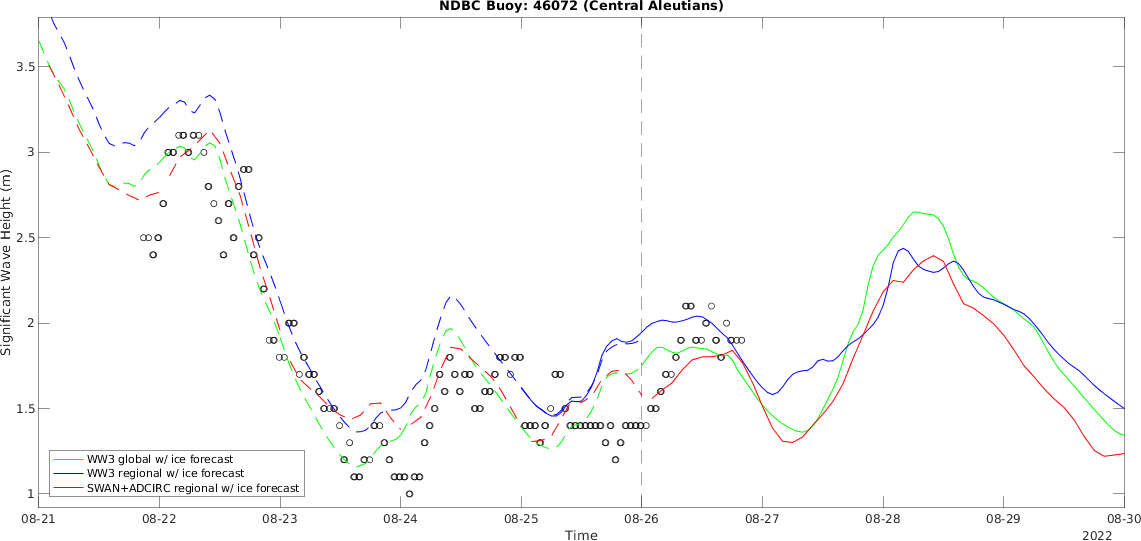 NDBC Buoy: 46072 (Central Aleutians)
3.5
3
2.5
2
1.5
1
Significant Wave Height (m)
WW3 global w/ ice forecast
WW3 regional w/ ice forecast
SWAN+ADCIRC regional w/ ice forecast
08-21 08-22 08-23 08-24 08-25 08-26 08-27 08-28 08-29 08-30
Time 2022